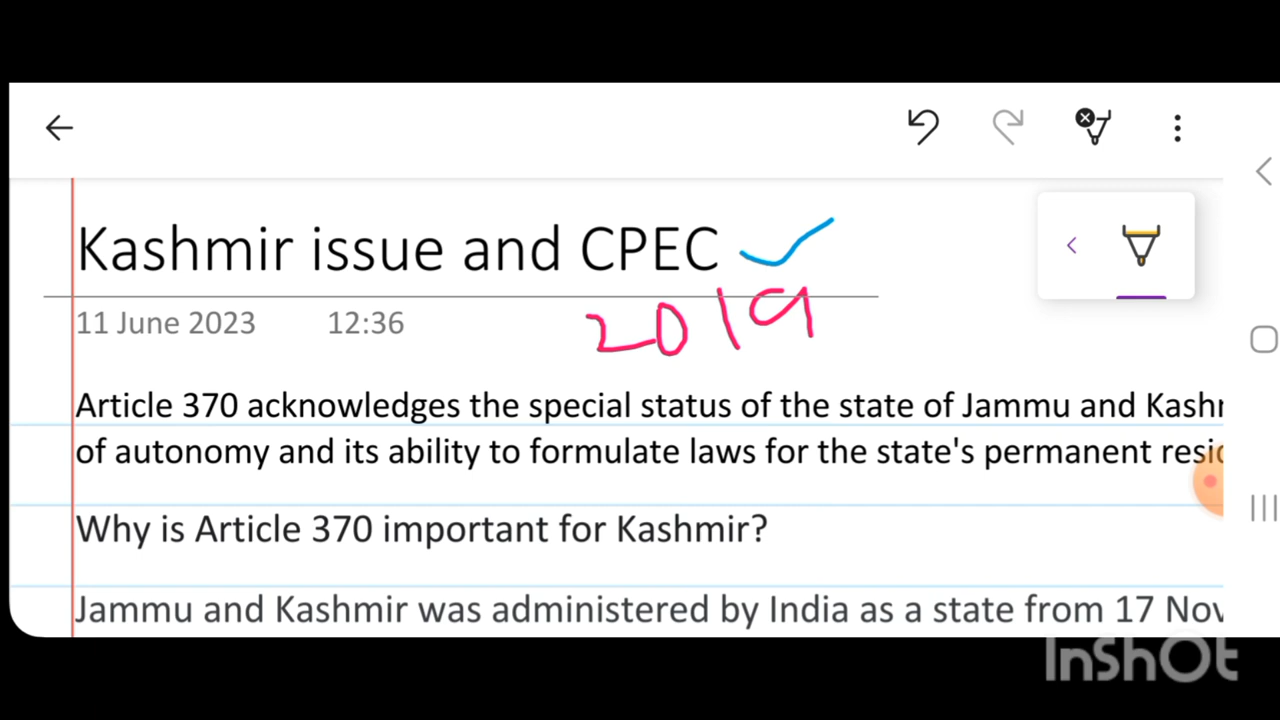 Kashmir issue and CPEC
2019
11 June 2023 12:36
Article 370 acknowledges the special status of the state of Jammu and Kashr
of autonomy and its ability to formulate laws for the state's permanent resid
Why is Article 370 important for Kashmir?
Jammu and Kashmir was administered by India as a state from 17 Nov
InShOt